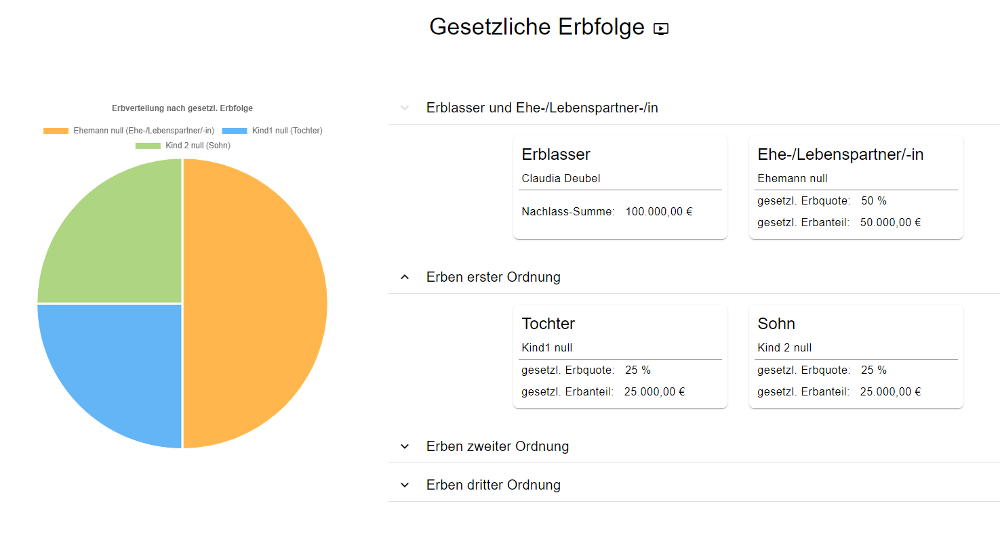 Gesetzliche Erbfolge
Erbverteilung nach gesetzl. Erbfolge
Ehemann null (Ehe-/Lebenspartner/-in) Kind1 null (Tochter)
Kind 2 null (Sohn)
Erblasser und Ehe-/Lebenspartner-/in
Erblasser
Claudia Deubel
Nachlass-Summe: 100.000,00 €
Ehe-/Lebenspartner/-in
Ehemann null
gesetzl. Erbquote: 50 %
gesetzl. Erbanteil: 50.000,00 €
Erben erster Ordnung
Tochter
Kind1 null
gesetzl. Erbquote: 25 %
gesetzl. Erbanteil: 25.000,00 €
Sohn
Kind 2 null
gesetzl. Erbquote: 25 %
gesetzl. Erbanteil: 25.000,00 €
Erben zweiter Ordnung
Erben dritter Ordnung